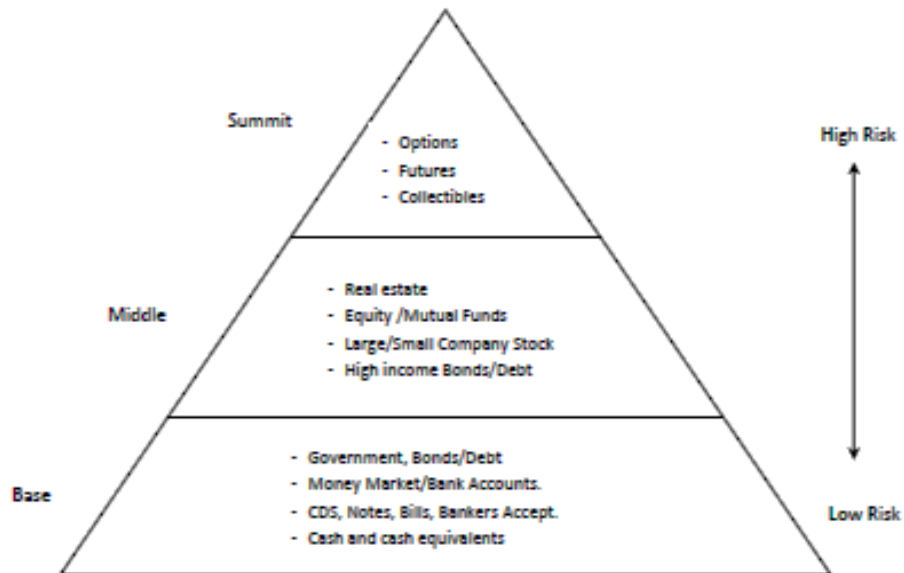 Summit
High Risk
- Options
- Futures
- Collectibles
Middle
- Real estate
- Equity /Mutual Funds
- Large/Small Company Stock
- High income Bonds/Debt
Base
- Government, Bonds/Debt
- Money Market/Bank Accounts.
- CDS, Notes, Bills, Bankers Accept.
- Cash and cash equivalents
Low Risk